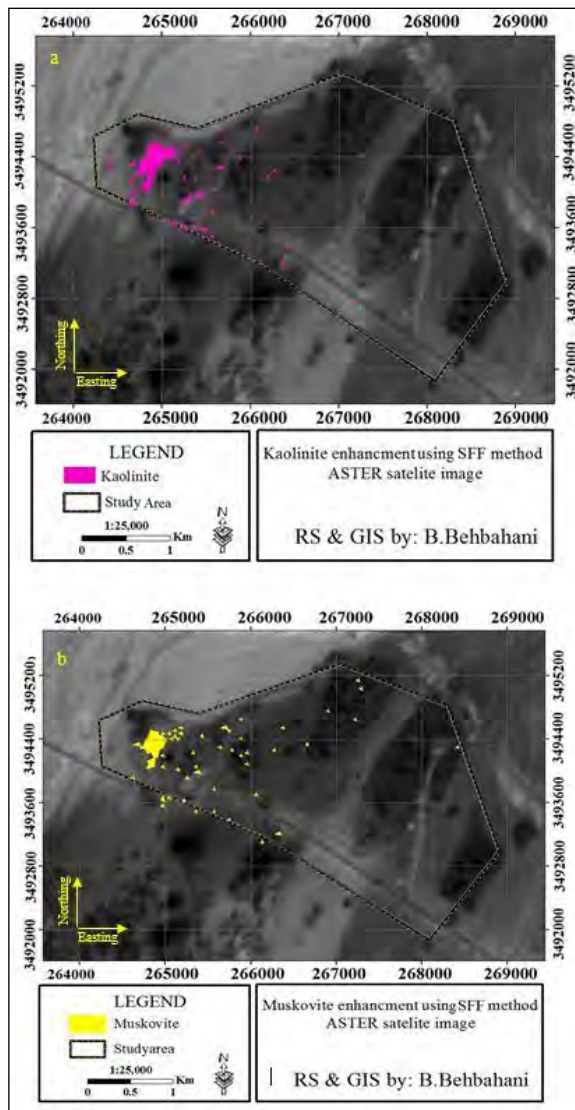 264000 265000 266000 267000 268000 269000
a
3495200 3495200
3494400 3494400
3493600 3493600
3492800 3492800
3492000 3492000
Northing
Easting
264000 265000 266000 267000 268000 269000
LEGEND
Kaolinite
Study Area
1:25,000
Km
0 0.5 1
N
Kaolinite enhancment using SFF method
ASTER satelite image
RS & GIS by: B.Behbahani
264000 265000 266000 267000 268000 269000
b
3495200 3495200
3494400 3494400
3493600 3493600
3492800 3492800
3492000 3492000
Northing
Easting
264000 265000 266000 267000 268000 269000
LEGEND
Muskovite
Studyarea
1:25,000
Km
0 0.5 1
N
Muskovite enhancment using SFF method
ASTER satelite image
RS & GIS by: B.Behbahani